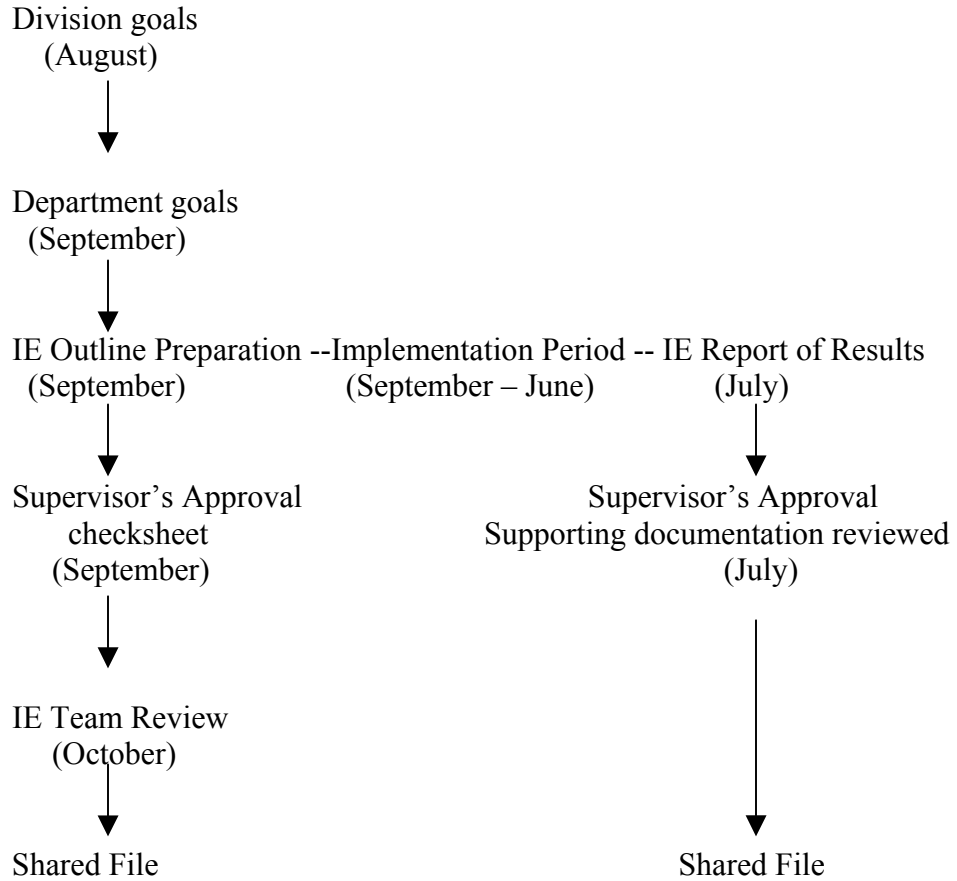 Division goals
(August)
Department goals
(September)
IE Outline Preparation --Implementation Period -- IE Report of Results
(September) (September – June) (July)
Supervisor's Approval Supervisor's Approval
checksheet Supporting documentation reviewed
(September) (July)
IE Team Review
(October)
Shared File Shared File